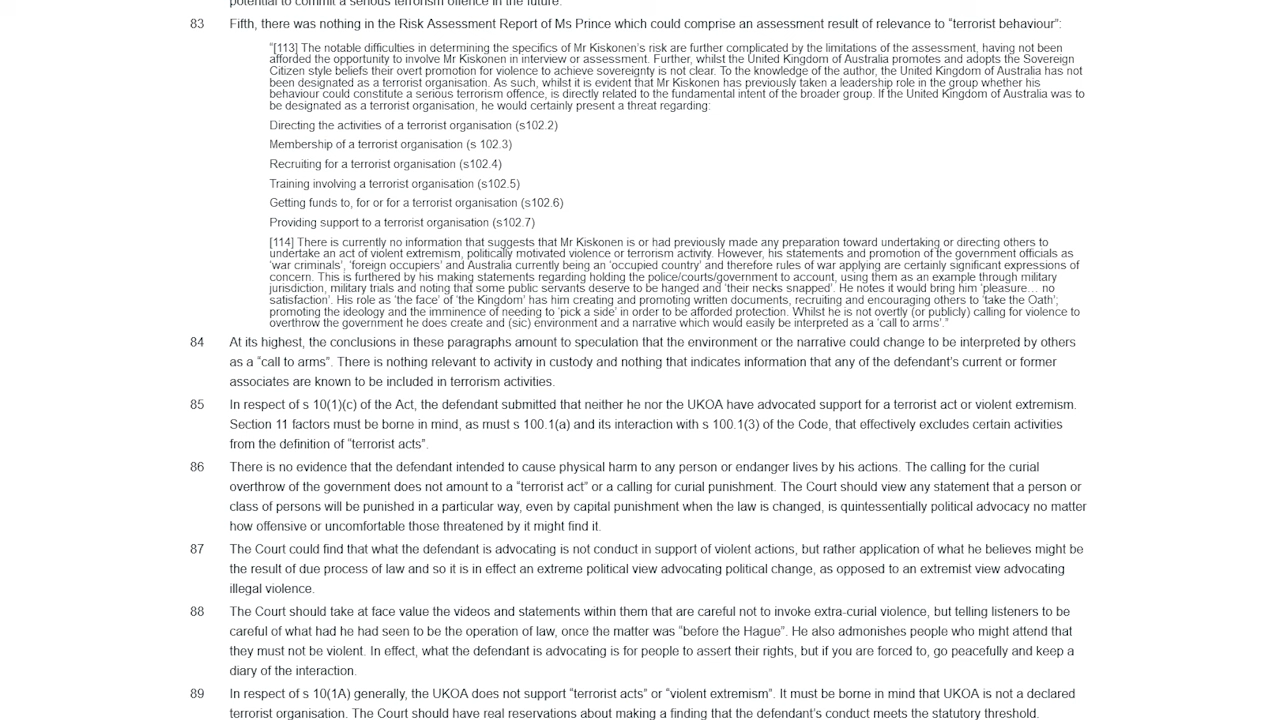 potential to commit a serious terrorism offence in the future.
83 Fifth, there was nothing in the Risk Assessment Report of Ms Prince which could comprise an assessment result of relevance to “terrorist behaviour”:
“[113] The notable difficulties in determining the specifics of Mr Kiskonen’s risk are further complicated by the limitations of the assessment, having not been
afforded the opportunity to involve Mr Kiskonen in interview or assessment. Further, whilst the United Kingdom of Australia promotes and adopts the Sovereign
Citizen style beliefs their overt promotion for violence to achieve sovereignty is not clear. To the knowledge of the author, the United Kingdom of Australia has not
been designated as a terrorist organisation. As such, whilst it is evident that Mr Kiskonen has previously taken a leadership role in the group whether his
behaviour could constitute a serious terrorism offence, is directly related to the fundamental intent of the broader group. If the United Kingdom of Australia was to
be designated as a terrorist organisation, he would certainly present a threat regarding:
Directing the activities of a terrorist organisation (s102.2)
Membership of a terrorist organisation (s 102.3)
Recruiting for a terrorist organisation (s102.4)
Training involving a terrorist organisation (s102.5)
Getting funds to, for or for a terrorist organisation (s102.6)
Providing support to a terrorist organisation (s102.7)
[114] There is currently no information that suggests that Mr Kiskonen is or had previously made any preparation toward undertaking or directing others to
undertake an act of violent extremism, politically motivated violence or terrorism activity. However, his statements and promotion of the government officials as
‘war criminals’, ‘foreign occupiers’ and Australia currently being an ‘occupied country’ and therefore rules of war applying are certainly significant expressions of
concern. This is furthered by his making statements regarding holding the police/courts/government to account, using them as an example through military
jurisdiction, military trials and noting that some public servants deserve to be hanged and ‘their necks snapped’. He notes it would bring him ‘pleasure… no
satisfaction’. His role as ‘the face’ of ‘the Kingdom’ has him creating and promoting written documents, recruiting and encouraging others to ‘take the Oath’;
promoting the ideology and the imminence of needing to ‘pick a side’ in order to be afforded protection. Whilst he is not overtly (or publicly) calling for violence to
overthrow the government he does create and (sic) environment and a narrative which would easily be interpreted as a ‘call to arms’.”
84 At its highest, the conclusions in these paragraphs amount to speculation that the environment or the narrative could change to be interpreted by others
as a “call to arms”. There is nothing relevant to activity in custody and nothing that indicates information that any of the defendant’s current or former
associates are known to be included in terrorism activities.
85 In respect of s 10(1)(c) of the Act, the defendant submitted that neither he nor the UKOA have advocated support for a terrorist act or violent extremism.
Section 11 factors must be borne in mind, as must s 100.1(a) and its interaction with s 100.1(3) of the Code, that effectively excludes certain activities
from the definition of “terrorist acts”.
86 There is no evidence that the defendant intended to cause physical harm to any person or endanger lives by his actions. The calling for the curial
overthrow of the government does not amount to a “terrorist act” or a calling for curial punishment. The Court should view any statement that a person or
class of persons will be punished in a particular way, even by capital punishment when the law is changed, is quintessentially political advocacy no matter
how offensive or uncomfortable those threatened by it might find it.
87 The Court could find that what the defendant is advocating is not conduct in support of violent actions, but rather application of what he believes might be
the result of due process of law and so it is in effect an extreme political view advocating political change, as opposed to an extremist view advocating
illegal violence.
88 The Court should take at face value the videos and statements within them that are careful not to invoke extra-curial violence, but telling listeners to be
careful of what had he had seen to be the operation of law, once the matter was “before the Hague”. He also admonishes people who might attend that
they must not be violent. In effect, what the defendant is advocating is for people to assert their rights, but if you are forced to, go peacefully and keep a
diary of the interaction.
89 In respect of s 10(1A) generally, the UKOA does not support “terrorist acts” or “violent extremism”. It must be borne in mind that UKOA is not a declared
terrorist organisation. The Court should have real reservations about making a finding that the defendant’s conduct meets the statutory threshold.